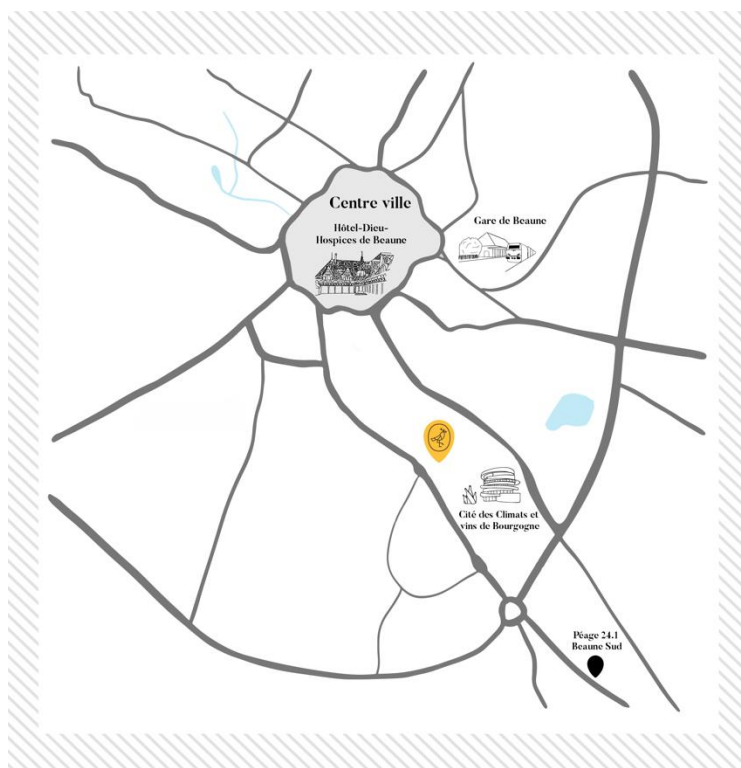 Centre ville
Hôtel-Dieu-
Hospices de Beaune
Gare de Beaune
Cité des Climats et
vins de Bourgogne
Péage 24.1
Beaune Sud